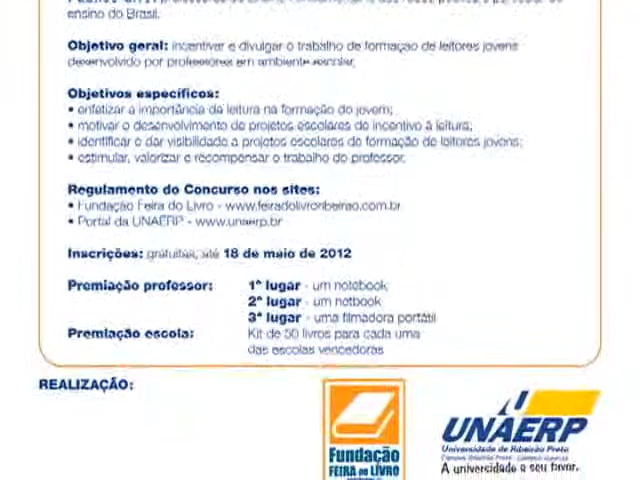 ensino do Brasil.
Objetivo geral: incentivar e divulgar o trabalho de formação de leitores jovens
desenvolvido por professores em ambiente escolar.
Objetivos específicos:
• enfatizar a importância da leitura na formação do jovem;
• motivar o desenvolvimento de projetos escolares de incentivo à leitura;
• identificar e dar visibilidade a projetos escolares de formação de leitores jovens;
• estimular, valorizar e recompensar o trabalho do professor.
Regulamento do Concurso nos sites:
• Fundação Feira do Livro - www.feiradolivroribeirao.com.br
• Portal da UNAERP - www.unaerp.br
Inscrições: gratuitas, até 18 de maio de 2012
Premiação professor: 1º lugar - um notebook
2º lugar - um netbook
3º lugar - uma filmadora portátil
Premiação escola: Kit de 50 livros para cada uma
das escolas vencedoras
REALIZAÇÃO:
Fundação
FEIRA DO LIVRO
UNAERP
Universidade de Ribeirão Preto
A universidade a seu favor.